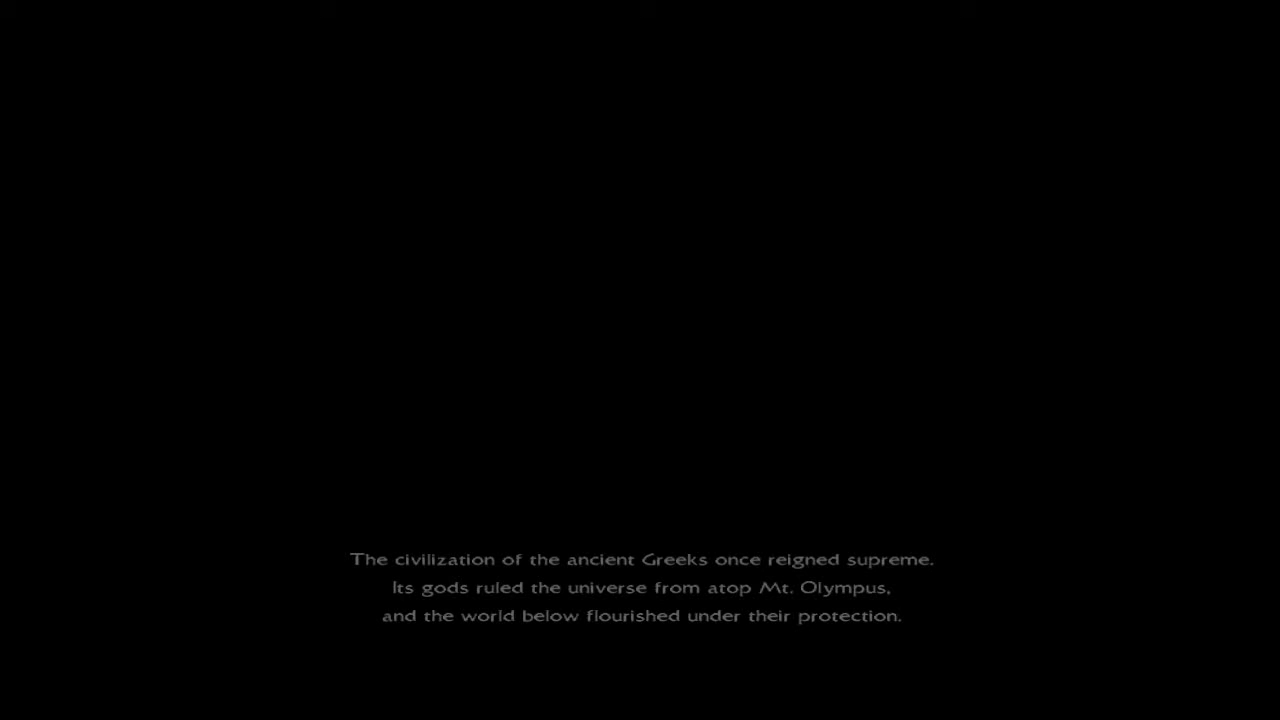 The civilization of the ancient Greeks once reigned supreme.
Its gods ruled the universe from atop Mt. Olympus,
and the world below flourished under their protection.